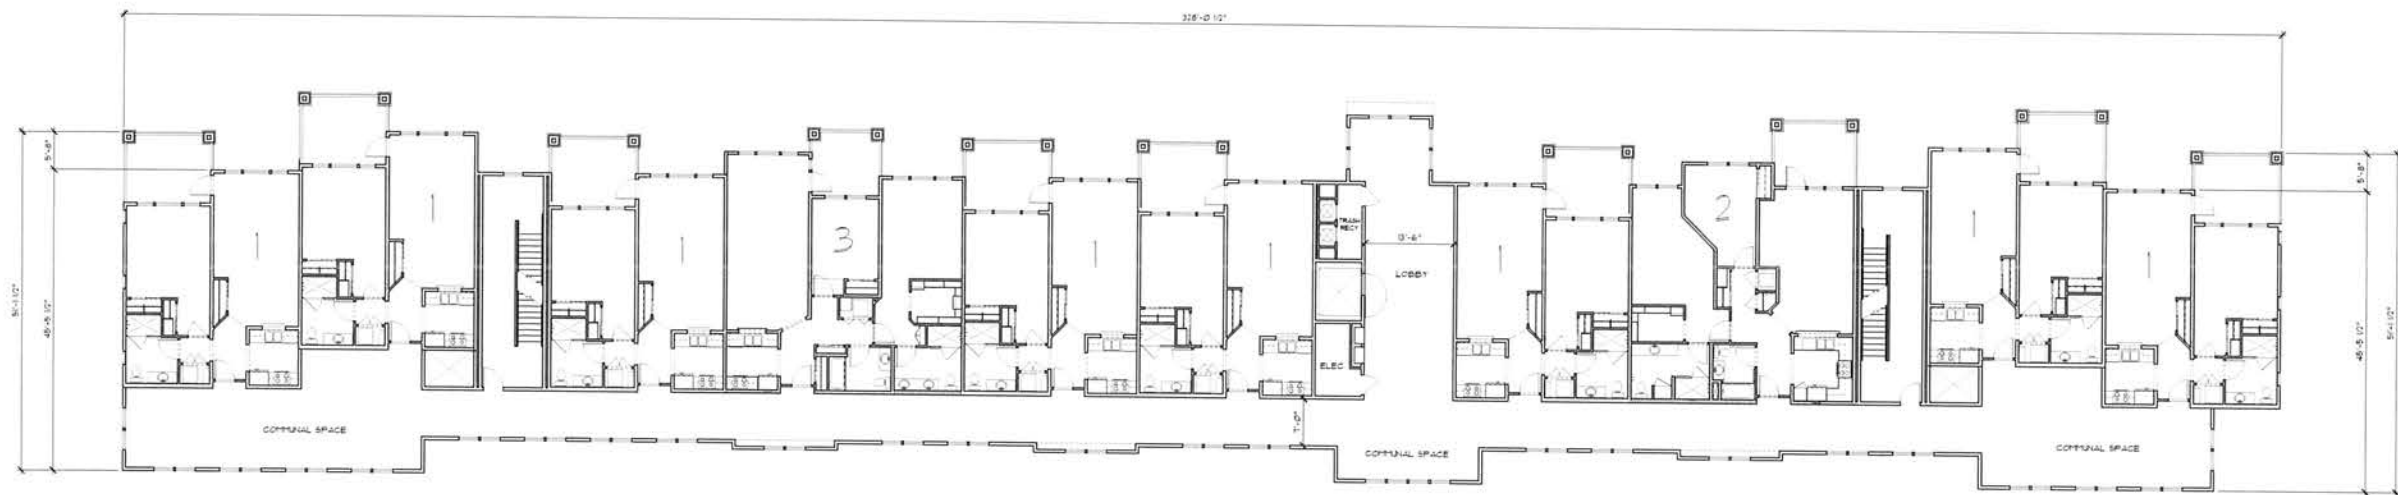 328'-0 1/2"
5'-8"
5'-8"
1
1
3
2
1
1
TRASH
RECY
1
1
1
1
1
13'-6"
LOBBY
51'-1 1/2"
45'-5 1/2"
45'-5 1/2"
51'-1 1/2"
ELEC
7'-0"
COMMUNAL SPACE
COMMUNAL SPACE
COMMUNAL SPACE